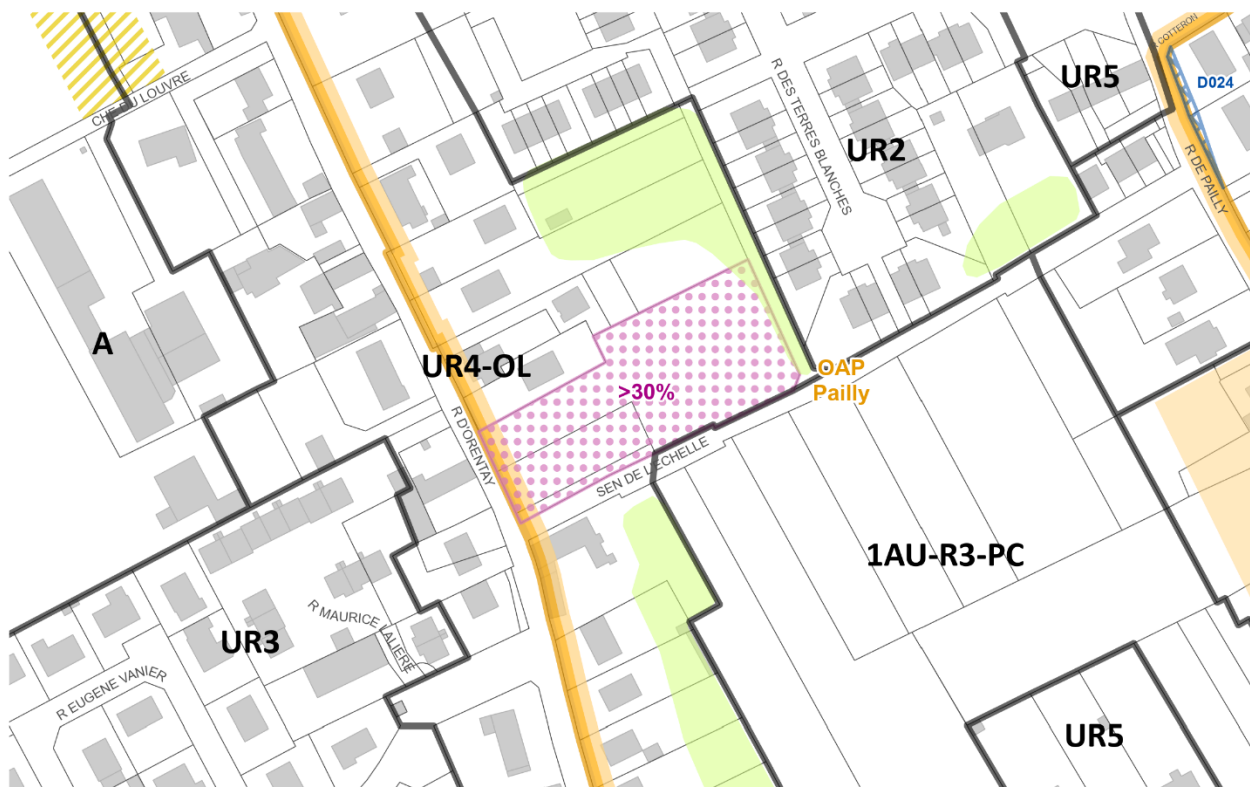 R COTTERON
UR5
D024
CHE DU LOUVRE
R DES TERRES BLANCHES
UR2
R DE PAILLY
A
UR4-OL
OAP
Pailly
>30%
R D'ORENTAY
SEN DE L'ECHELLE
1AU-R3-PC
R MAURICE LALIERE
UR3
R EUGENE VANIER
UR5